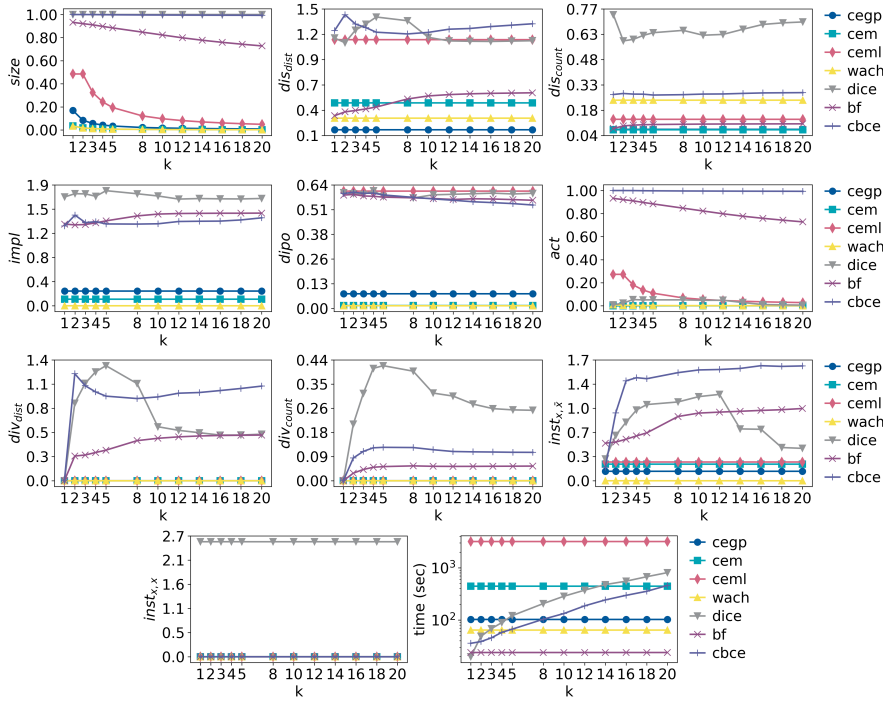 size
1.00
0.80
0.60
0.40
0.20
0.00
1 2 3 4 5 8 10 12 14 16 18 20
k
dis_dist
1.5
1.2
0.9
0.7
0.4
0.1
1 2 3 4 5 8 10 12 14 16 18 20
k
dis_count
0.77
0.62
0.48
0.33
0.18
0.04
1 2 3 4 5 8 10 12 14 16 18 20
k
cegp
cem
ceml
wach
dice
bf
cbce
impl
1.9
1.5
1.2
0.8
0.4
0.0
1 2 3 4 5 8 10 12 14 16 18 20
k
dipo
0.64
0.51
0.39
0.26
0.13
0.00
1 2 3 4 5 8 10 12 14 16 18 20
k
act
1.00
0.80
0.60
0.40
0.20
0.00
1 2 3 4 5 8 10 12 14 16 18 20
k
cegp
cem
ceml
wach
dice
bf
cbce
div_dist
1.4
1.1
0.8
0.5
0.3
0.0
1 2 3 4 5 8 10 12 14 16 18 20
k
div_count
0.44
0.35
0.26
0.18
0.09
0.00
1 2 3 4 5 8 10 12 14 16 18 20
k
inst_x,x̄
1.7
1.3
1.0
0.7
0.3
0.0
1 2 3 4 5 8 10 12 14 16 18 20
k
cegp
cem
ceml
wach
dice
bf
cbce
inst_x,x
2.7
2.1
1.6
1.1
0.5
0.0
1 2 3 4 5 8 10 12 14 16 18 20
k
time (sec)
10³
10²
1 2 3 4 5 8 10 12 14 16 18 20
k
cegp
cem
ceml
wach
dice
bf
cbce